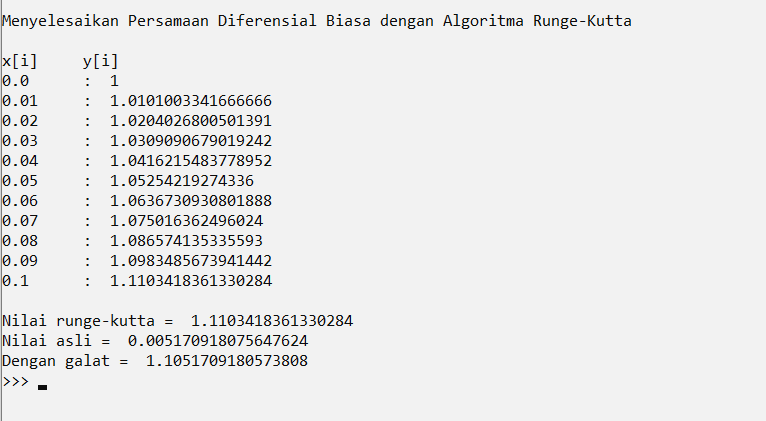 Menyelesaikan Persamaan Diferensial Biasa dengan Algoritma Runge-Kutta
x[i] y[i]
0.0 : 1
0.01 : 1.0101003341666666
0.02 : 1.0204026800501391
0.03 : 1.0309090679019242
0.04 : 1.0416215483778952
0.05 : 1.05254219274336
0.06 : 1.0636730930801888
0.07 : 1.075016362496024
0.08 : 1.086574135335593
0.09 : 1.0983485673941442
0.1 : 1.1103418361330284
Nilai runge-kutta = 1.1103418361330284
Nilai asli = 0.005170918075647624
Dengan galat = 1.1051709180573808
>>>